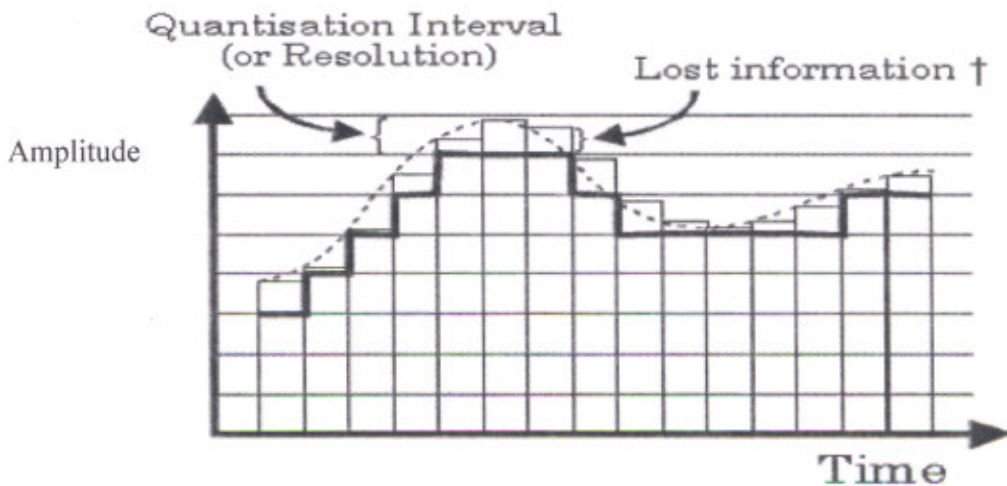 Quantisation Interval
(or Resolution)
Lost information †
Amplitude
Time